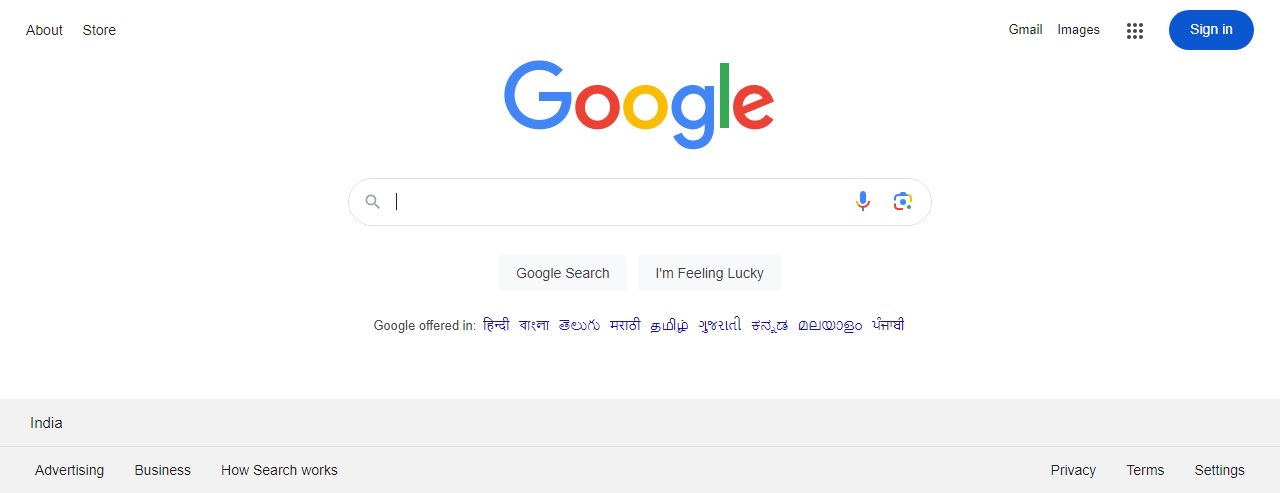 About Store Gmail Images Sign in
Google
Google Search I'm Feeling Lucky
Google offered in: हिन्दी বাংলা తెలుగు मराठी தமிழ் ગુજરાતી ಕನ್ನಡ മലയാളം ਪੰਜਾਬੀ
India
Advertising Business How Search works Privacy Terms Settings